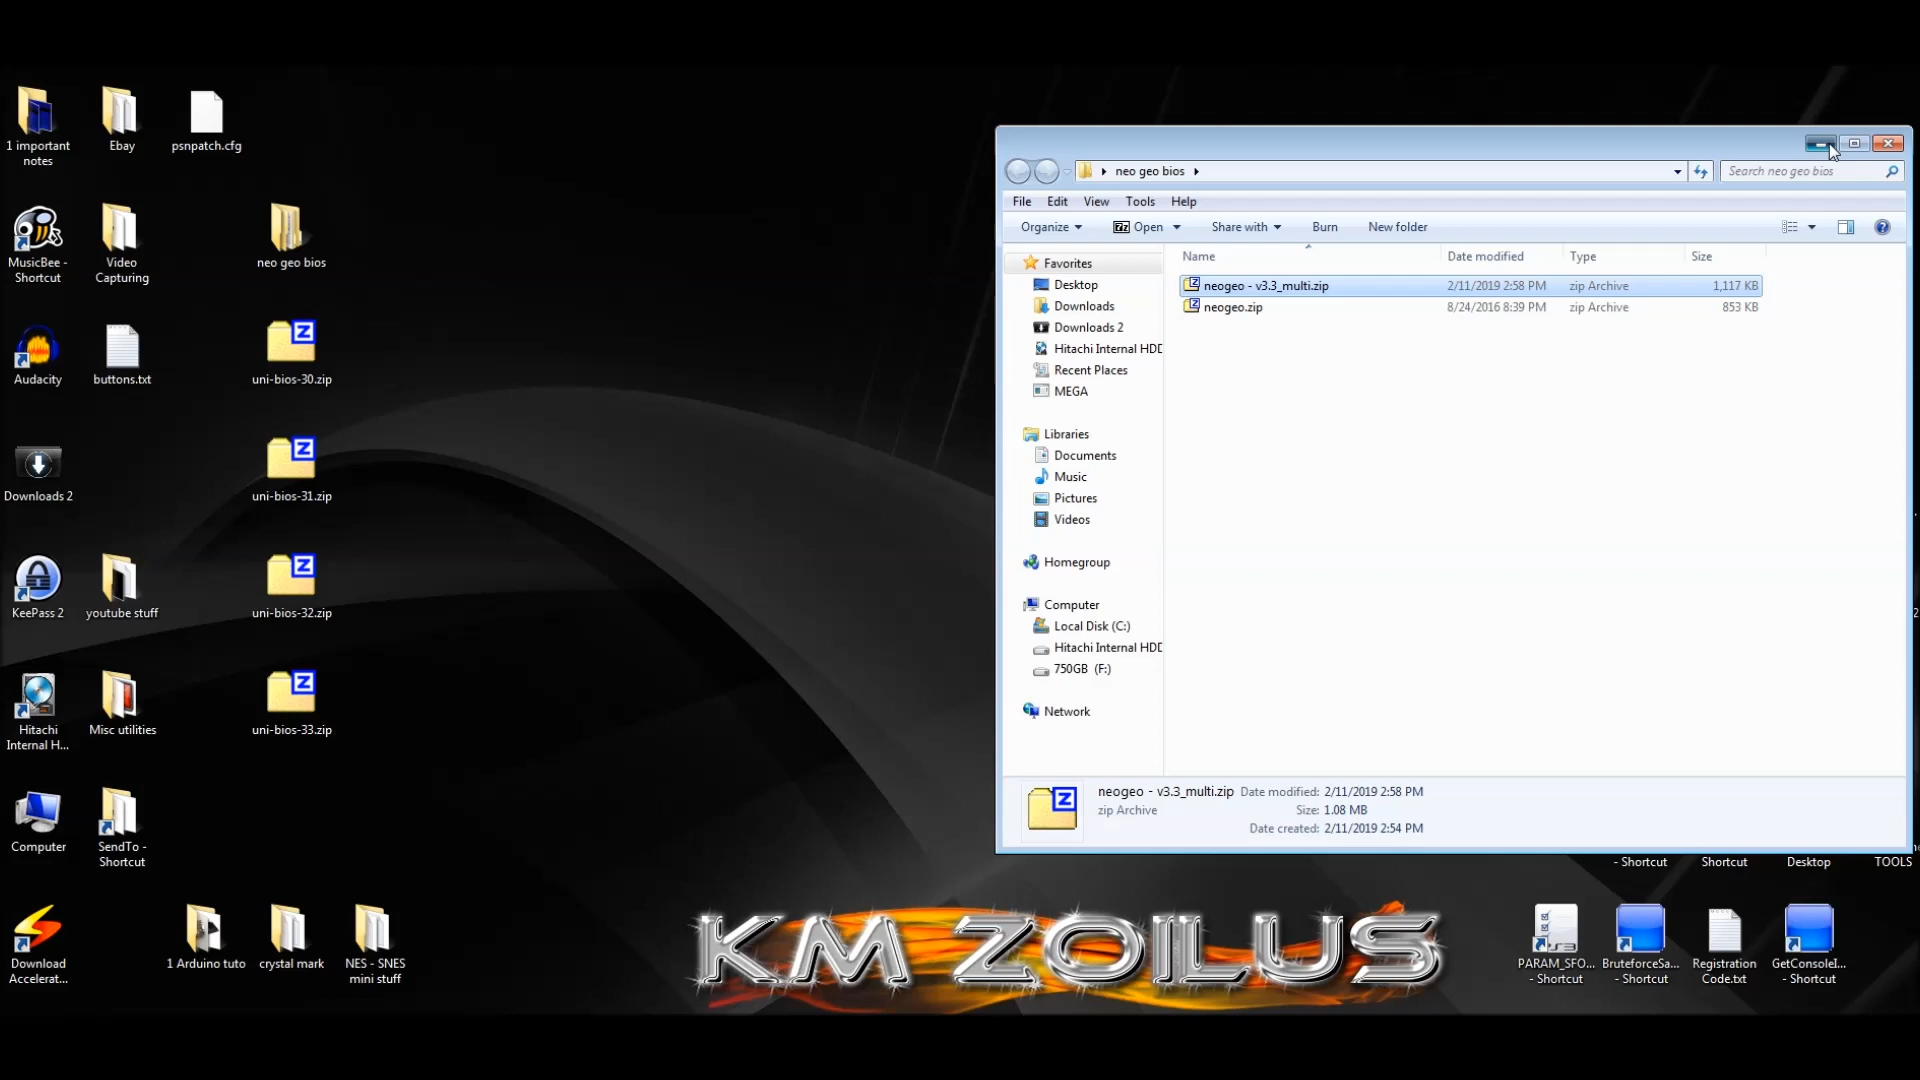 1 important
notes
Ebay
psnpatch.cfg
MusicBee -
Shortcut
Video
Capturing
neo geo bios
Audacity
buttons.txt
uni-bios-30.zip
Downloads 2
uni-bios-31.zip
KeePass 2
youtube stuff
uni-bios-32.zip
Hitachi
Internal H...
Misc utilities
uni-bios-33.zip
Computer
SendTo -
Shortcut
Download
Accelerat...
1 Arduino tuto
crystal mark
NES - SNES
mini stuff
neo geo bios
Search neo geo bios
File Edit View Tools Help
Organize Open Share with Burn New folder
Name Date modified Type Size
neogeo - v3.3_multi.zip 2/11/2019 2:58 PM zip Archive 1,117 KB
neogeo.zip 8/24/2016 8:39 PM zip Archive 853 KB
Favorites
Desktop
Downloads
Downloads 2
Hitachi Internal HDD
Recent Places
MEGA
Libraries
Documents
Music
Pictures
Videos
Homegroup
Computer
Local Disk (C:)
Hitachi Internal HDD
750GB (F:)
Network
neogeo - v3.3_multi.zip Date modified: 2/11/2019 2:58 PM
zip Archive Size: 1.08 MB
Date created: 2/11/2019 2:54 PM
- Shortcut
Shortcut
Desktop
TOOLS
KM ZOILUS
PS3
PARAM_SFO...
- Shortcut
BruteforceSa...
- Shortcut
Registration
Code.txt
GetConsoleI...
- Shortcut